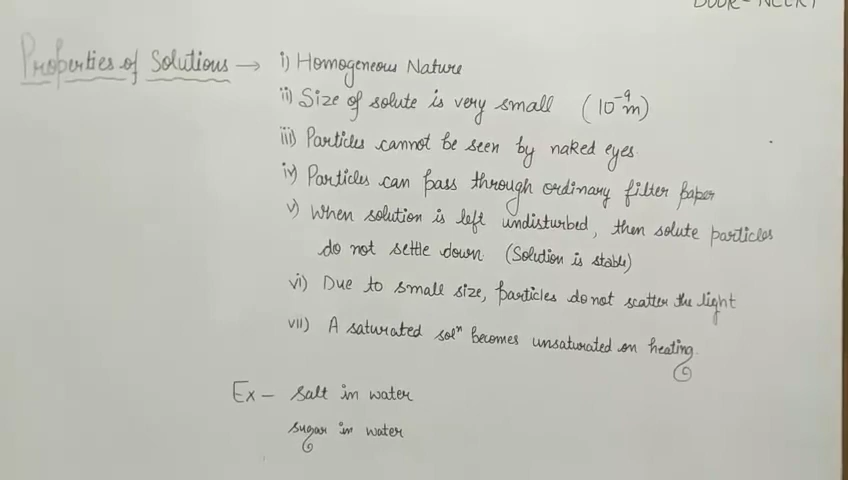 BOOK - NCERT
Properties of Solutions → i) Homogeneous Nature
ii) Size of solute is very small (10⁻⁹m)
iii) Particles cannot be seen by naked eyes.
iv) Particles can pass through ordinary filter paper
v) When solution is left undisturbed, then solute particles
do not settle down. (Solution is stable)
vi) Due to small size, particles do not scatter the light
vii) A saturated solⁿ becomes unsaturated on heating.
Ex - Salt in water
sugar in water